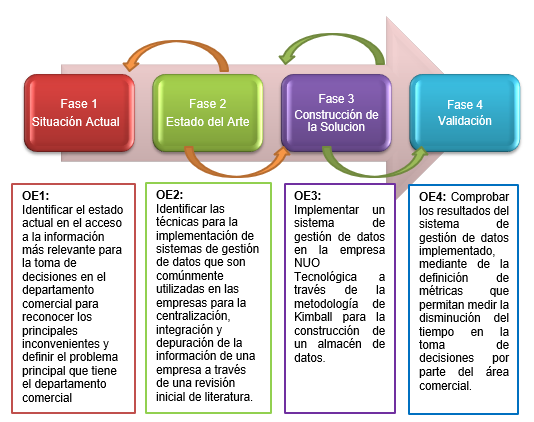 Fase 1
Situación Actual
Fase 2
Estado del Arte
Fase 3
Construcción de
la Solucion
Fase 4
Validación
OE1:
Identificar el estado
actual en el acceso
a la información
más relevante para
la toma de
decisiones en el
departamento
comercial para
reconocer los
principales
inconvenientes y
definir el problema
principal que tiene
el departamento
comercial
OE2:
Identificar las
técnicas para la
implementación de
sistemas de gestión
de datos que son
comúnmente
utilizadas en las
empresas para la
centralización,
integración y
depuración de la
información de una
empresa a través
de una revisión
inicial de literatura.
OE3:
Implementar un
sistema de
gestión de datos
en la empresa
NUO
Tecnológica a
través de la
metodología de
Kimball para la
construcción de
un almacén de
datos.
OE4: Comprobar
los resultados del
sistema de
gestión de datos
implementado,
mediante de la
definición de
métricas que
permitan medir la
disminución del
tiempo en la
toma de
decisiones por
parte del área
comercial.